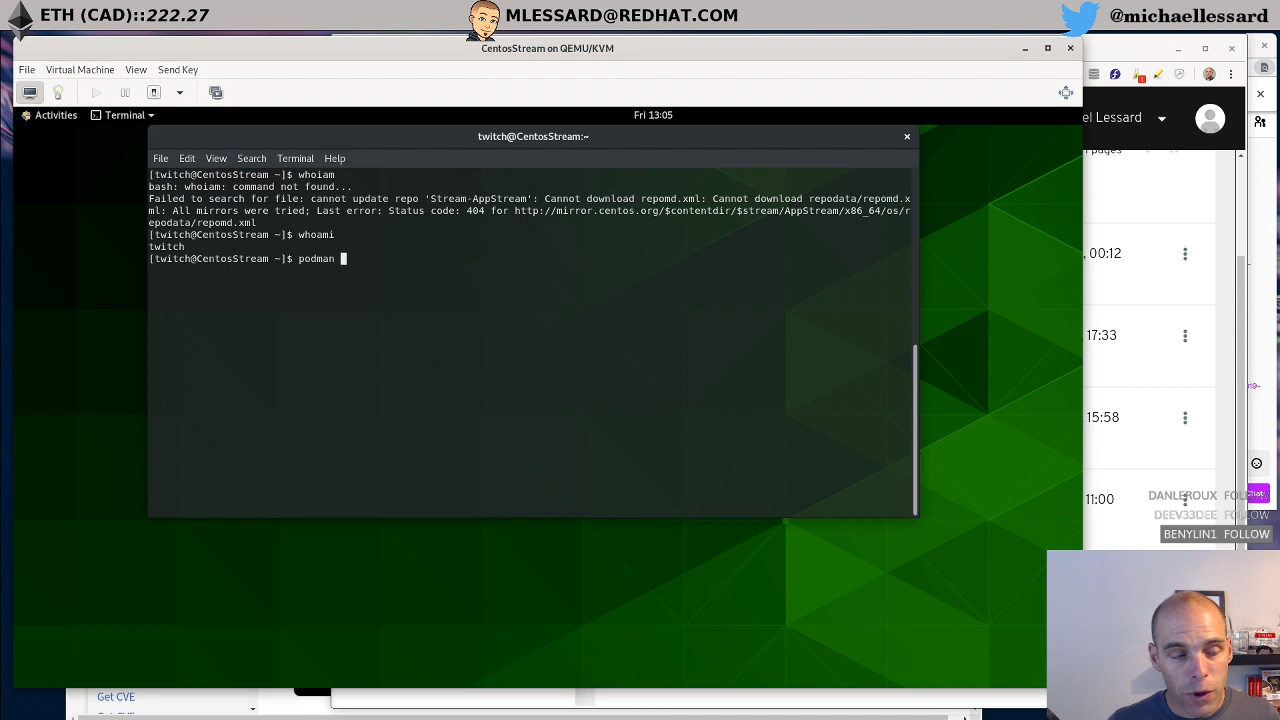 ETH (CAD)::222.27
MLESSARD@REDHAT.COM
@michaellessard
CentosStream on QEMU/KVM
File Virtual Machine View Send Key
Activities Terminal Fri 13:05
twitch@CentosStream:~
File Edit View Search Terminal Help
[twitch@CentosStream ~]$ whoiam
bash: whoiam: command not found...
Failed to search for file: cannot update repo 'Stream-AppStream': Cannot download repomd.xml: Cannot download repodata/repomd.x
ml: All mirrors were tried; Last error: Status code: 404 for http://mirror.centos.org/$contentdir/$stream/AppStream/x86_64/os/r
epodata/repomd.xml
[twitch@CentosStream ~]$ whoami
twitch
[twitch@CentosStream ~]$ podman
el Lessard
pages
, 00:12
17:33
15:58
11:00
019-
Chat
DANLEROUX FOLLOW
DEEV33DEE FOLLOW
BENYLIN1 FOLLOW
Get CVE